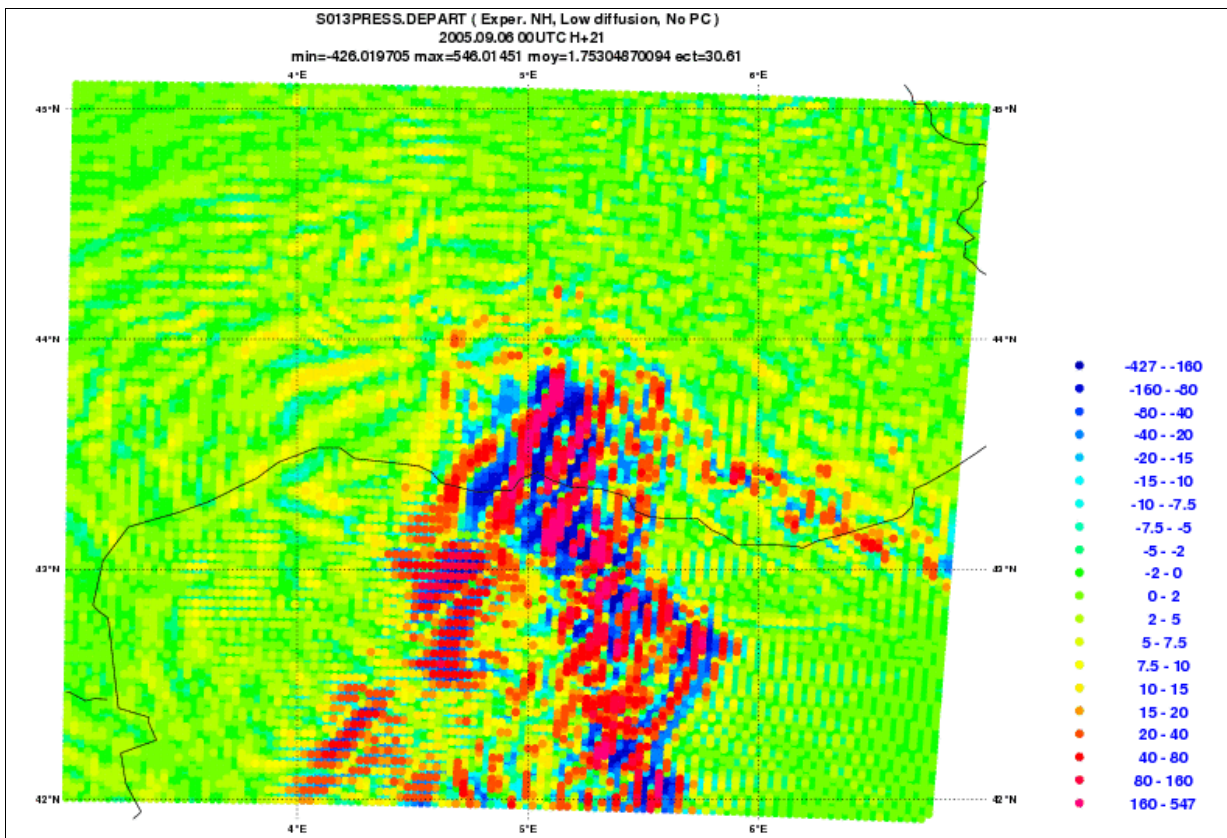 S013PRESS.DEPART ( Exper. NH, Low diffusion, No PC )
2005.09.06 00UTC H+21
min=-426.019705 max=546.01451 moy=1.75304870094 ect=30.61
4°E 5°E 6°E
45°N 45°N
44°N 44°N
43°N 43°N
42°N 42°N
4°E 5°E 6°E
-427 - -160
-160 - -80
-80 - -40
-40 - -20
-20 - -15
-15 - -10
-10 - -7.5
-7.5 - -5
-5 - -2
-2 - 0
0 - 2
2 - 5
5 - 7.5
7.5 - 10
10 - 15
15 - 20
20 - 40
40 - 80
80 - 160
160 - 547